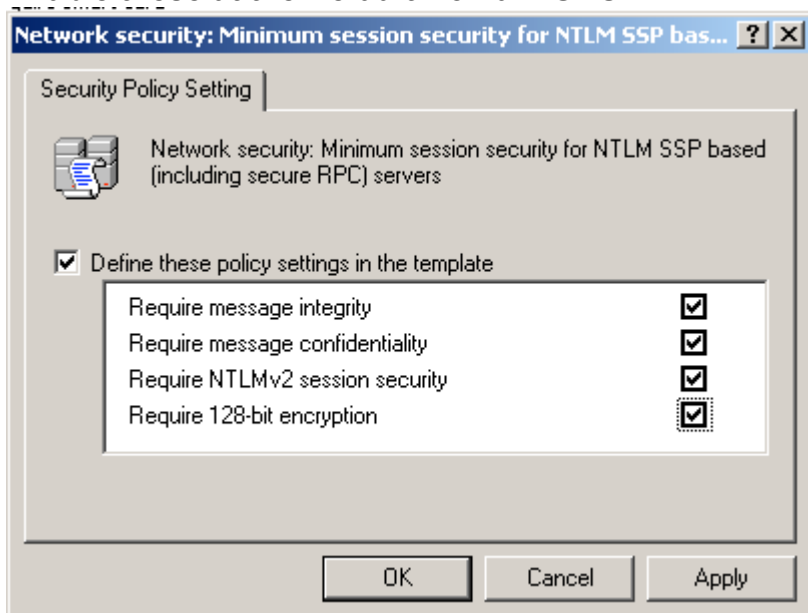 Network security: Minimum session security for NTLM SSP bas...
Security Policy Setting
Network security: Minimum session security for NTLM SSP based
(including secure RPC) servers
Define these policy settings in the template
Require message integrity
Require message confidentiality
Require NTLMv2 session security
Require 128-bit encryption
OK Cancel Apply